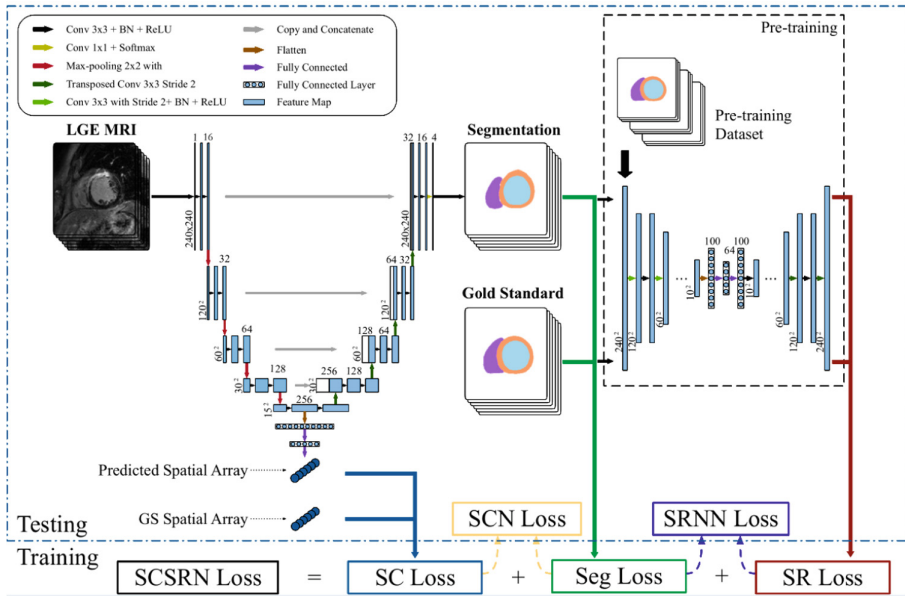 Conv 3x3 + BN + ReLU
Conv 1x1 + Softmax
Max-pooling 2x2 with
Transposed Conv 3x3 Stride 2
Conv 3x3 with Stride 2+ BN + ReLU
Copy and Concatenate
Flatten
Fully Connected
Fully Connected Layer
Feature Map
Pre-training
Pre-training
Dataset
LGE MRI
1 16
240x240
32
120²
64
60²
128
30²
256
15²
256 128
30²
128 64
60²
64 32
120²
32 16 4
240x240
Segmentation
Gold Standard
240²
120²
60²
...
10²
100
64
100
10²
...
60²
120²
240²
Predicted Spatial Array
GS Spatial Array
Testing
Training
SCN Loss
SRNN Loss
SCSRN Loss = SC Loss + Seg Loss + SR Loss